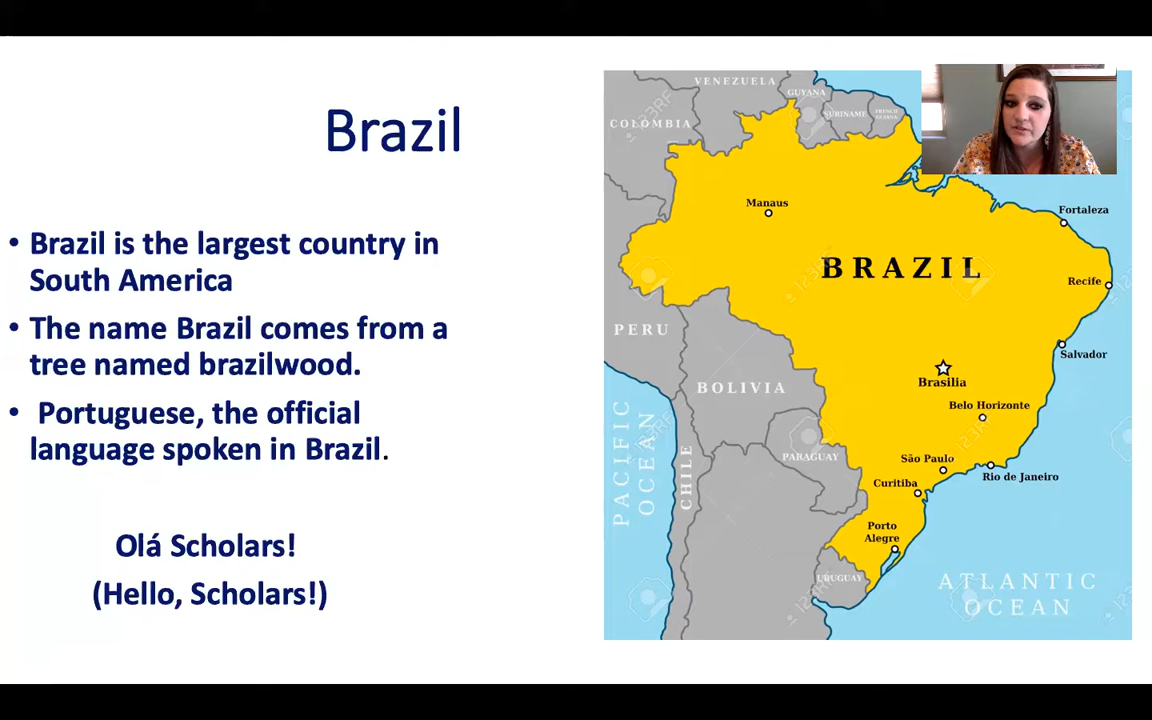 Brazil
• Brazil is the largest country in
South America
• The name Brazil comes from a
tree named brazilwood.
• Portuguese, the official
language spoken in Brazil.
Olá Scholars!
(Hello, Scholars!)
VENEZUELA
GUYANA
SURINAME
FRENCH
GUIANA
COLOMBIA
Manaus
Fortaleza
BRAZIL
Recife
PERU
Salvador
Brasilia
BOLIVIA
Belo Horizonte
PARAGUAY
São Paulo
Rio de Janeiro
Curitiba
CHILE
PACIFIC
OCEAN
Porto
Alegre
URUGUAY
ATLANTIC
OCEAN
123RF